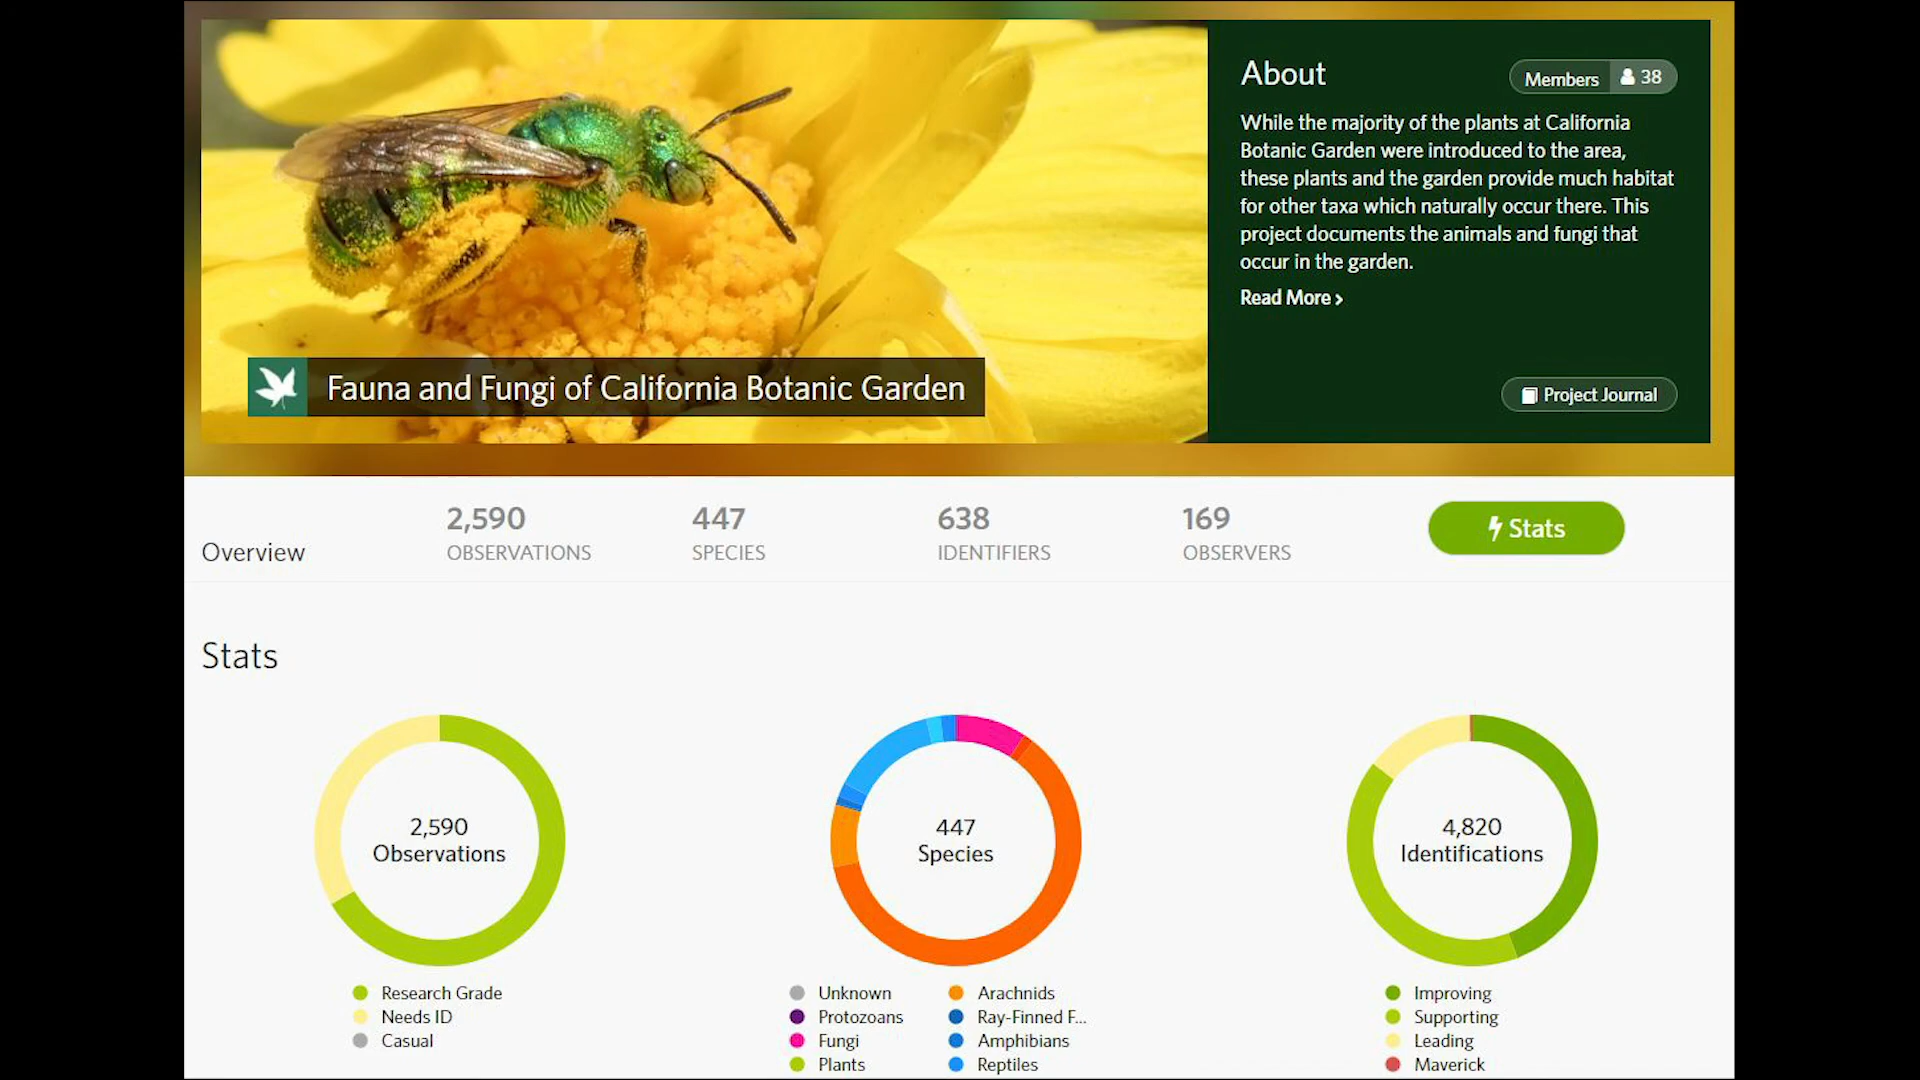 About
Members 38
While the majority of the plants at California
Botanic Garden were introduced to the area,
these plants and the garden provide much habitat
for other taxa which naturally occur there. This
project documents the animals and fungi that
occur in the garden.
Read More ›
Project Journal
Fauna and Fungi of California Botanic Garden
Overview
2,590
OBSERVATIONS
447
SPECIES
638
IDENTIFIERS
169
OBSERVERS
Stats
Stats
2,590
Observations
Research Grade
Needs ID
Casual
447
Species
Unknown
Protozoans
Fungi
Plants
Arachnids
Ray-Finned F...
Amphibians
Reptiles
4,820
Identifications
Improving
Supporting
Leading
Maverick